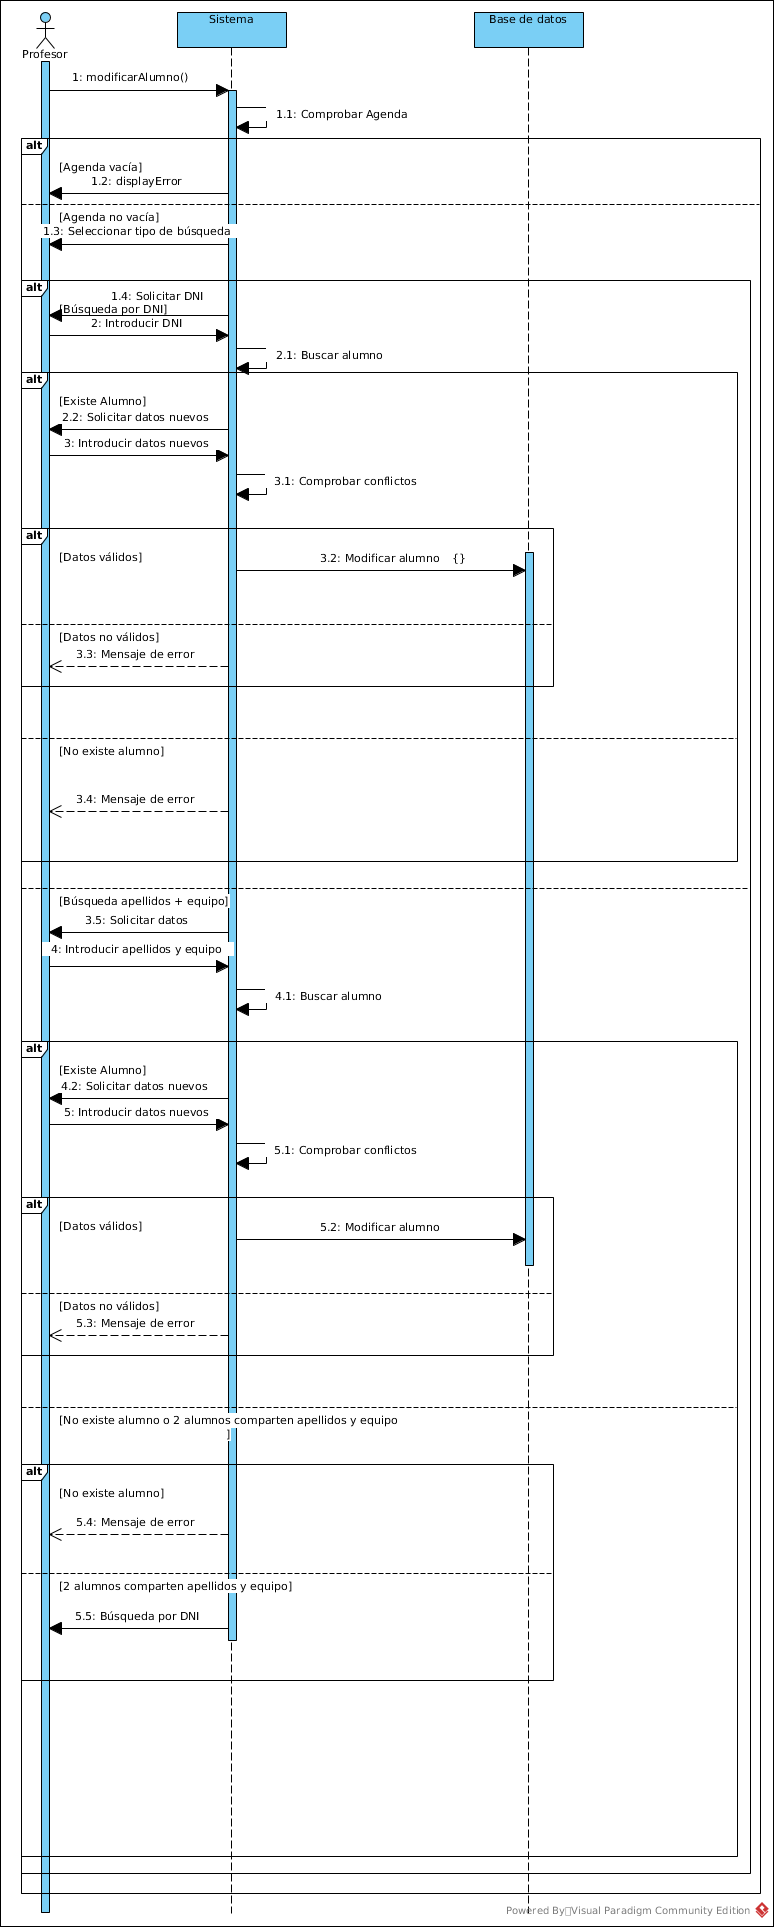 Sistema
Base de datos
Profesor
1: modificarAlumno()
1.1: Comprobar Agenda
alt
[Agenda vacía]
1.2: displayError
[Agenda no vacía]
1.3: Seleccionar tipo de búsqueda
alt
1.4: Solicitar DNI
[Búsqueda por DNI]
2: Introducir DNI
2.1: Buscar alumno
alt
[Existe Alumno]
2.2: Solicitar datos nuevos
3: Introducir datos nuevos
3.1: Comprobar conflictos
alt
[Datos válidos]
3.2: Modificar alumno {}
[Datos no válidos]
3.3: Mensaje de error
[No existe alumno]
3.4: Mensaje de error
[Búsqueda apellidos + equipo]
3.5: Solicitar datos
4: Introducir apellidos y equipo
4.1: Buscar alumno
alt
[Existe Alumno]
4.2: Solicitar datos nuevos
5: Introducir datos nuevos
5.1: Comprobar conflictos
alt
[Datos válidos]
5.2: Modificar alumno
[Datos no válidos]
5.3: Mensaje de error
[No existe alumno o 2 alumnos comparten apellidos y equipo
]
alt
[No existe alumno]
5.4: Mensaje de error
[2 alumnos comparten apellidos y equipo]
5.5: Búsqueda por DNI
Powered By Visual Paradigm Community Edition